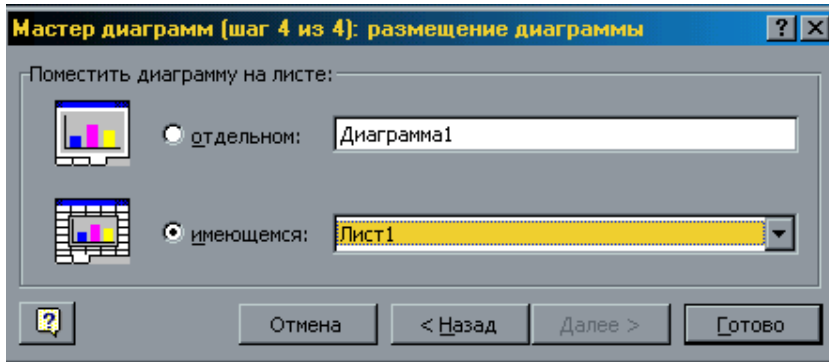 Мастер диаграмм (шаг 4 из 4): размещение диаграммы
Поместить диаграмму на листе:
отдельном: Диаграмма1
имеющемся: Лист1
Отмена < Назад Далее > Готово